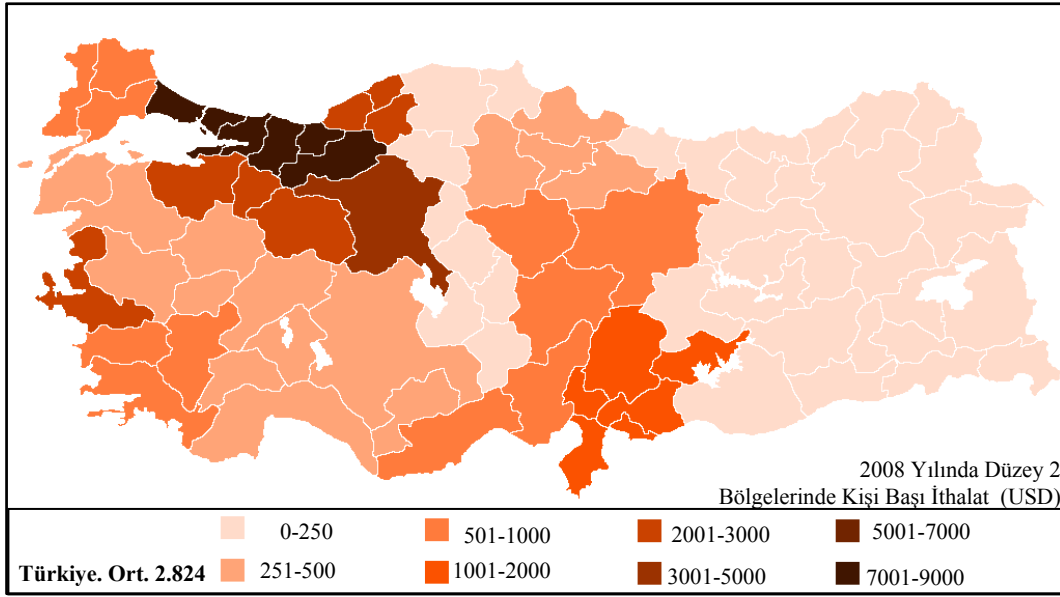 2008 Yılında Düzey 2
Bölgelerinde Kişi Başı İthalat (USD)
0-250
501-1000
2001-3000
5001-7000
Türkiye. Ort. 2.824
251-500
1001-2000
3001-5000
7001-9000